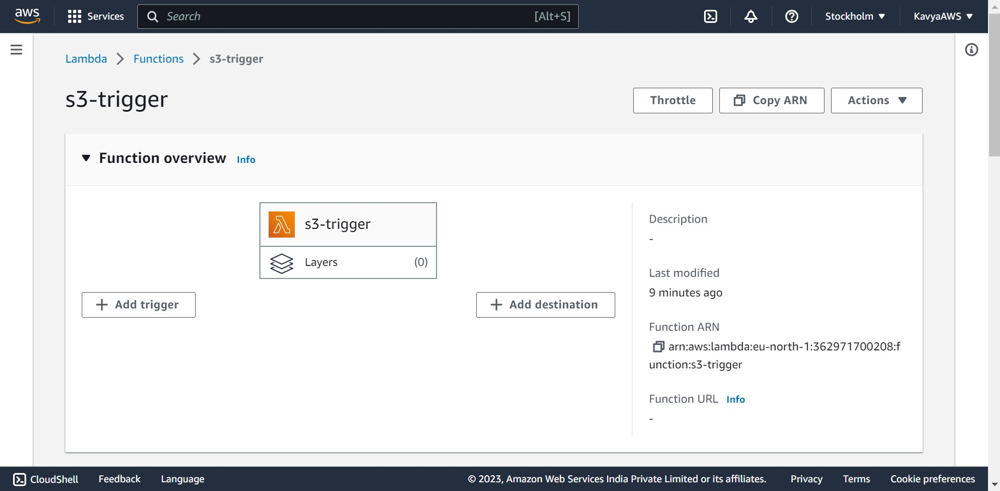 aws Services Search [Alt+S] Stockholm KavyaAWS
Lambda Functions s3-trigger
s3-trigger
Throttle Copy ARN Actions
Function overview Info
s3-trigger
Layers (0)
Add trigger
Add destination
Description
-
Last modified
9 minutes ago
Function ARN
arn:aws:lambda:eu-north-1:362971700208:f
unction:s3-trigger
Function URL Info
-
CloudShell Feedback Language © 2023, Amazon Web Services India Private Limited or its affiliates. Privacy Terms Cookie preferences